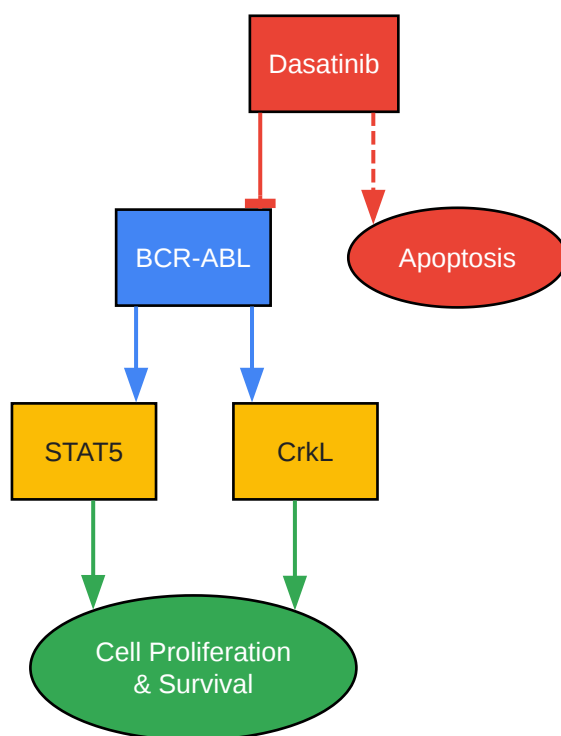 Dasatinib
BCR-ABL
Apoptosis
STAT5
CrkL
Cell Proliferation
& Survival